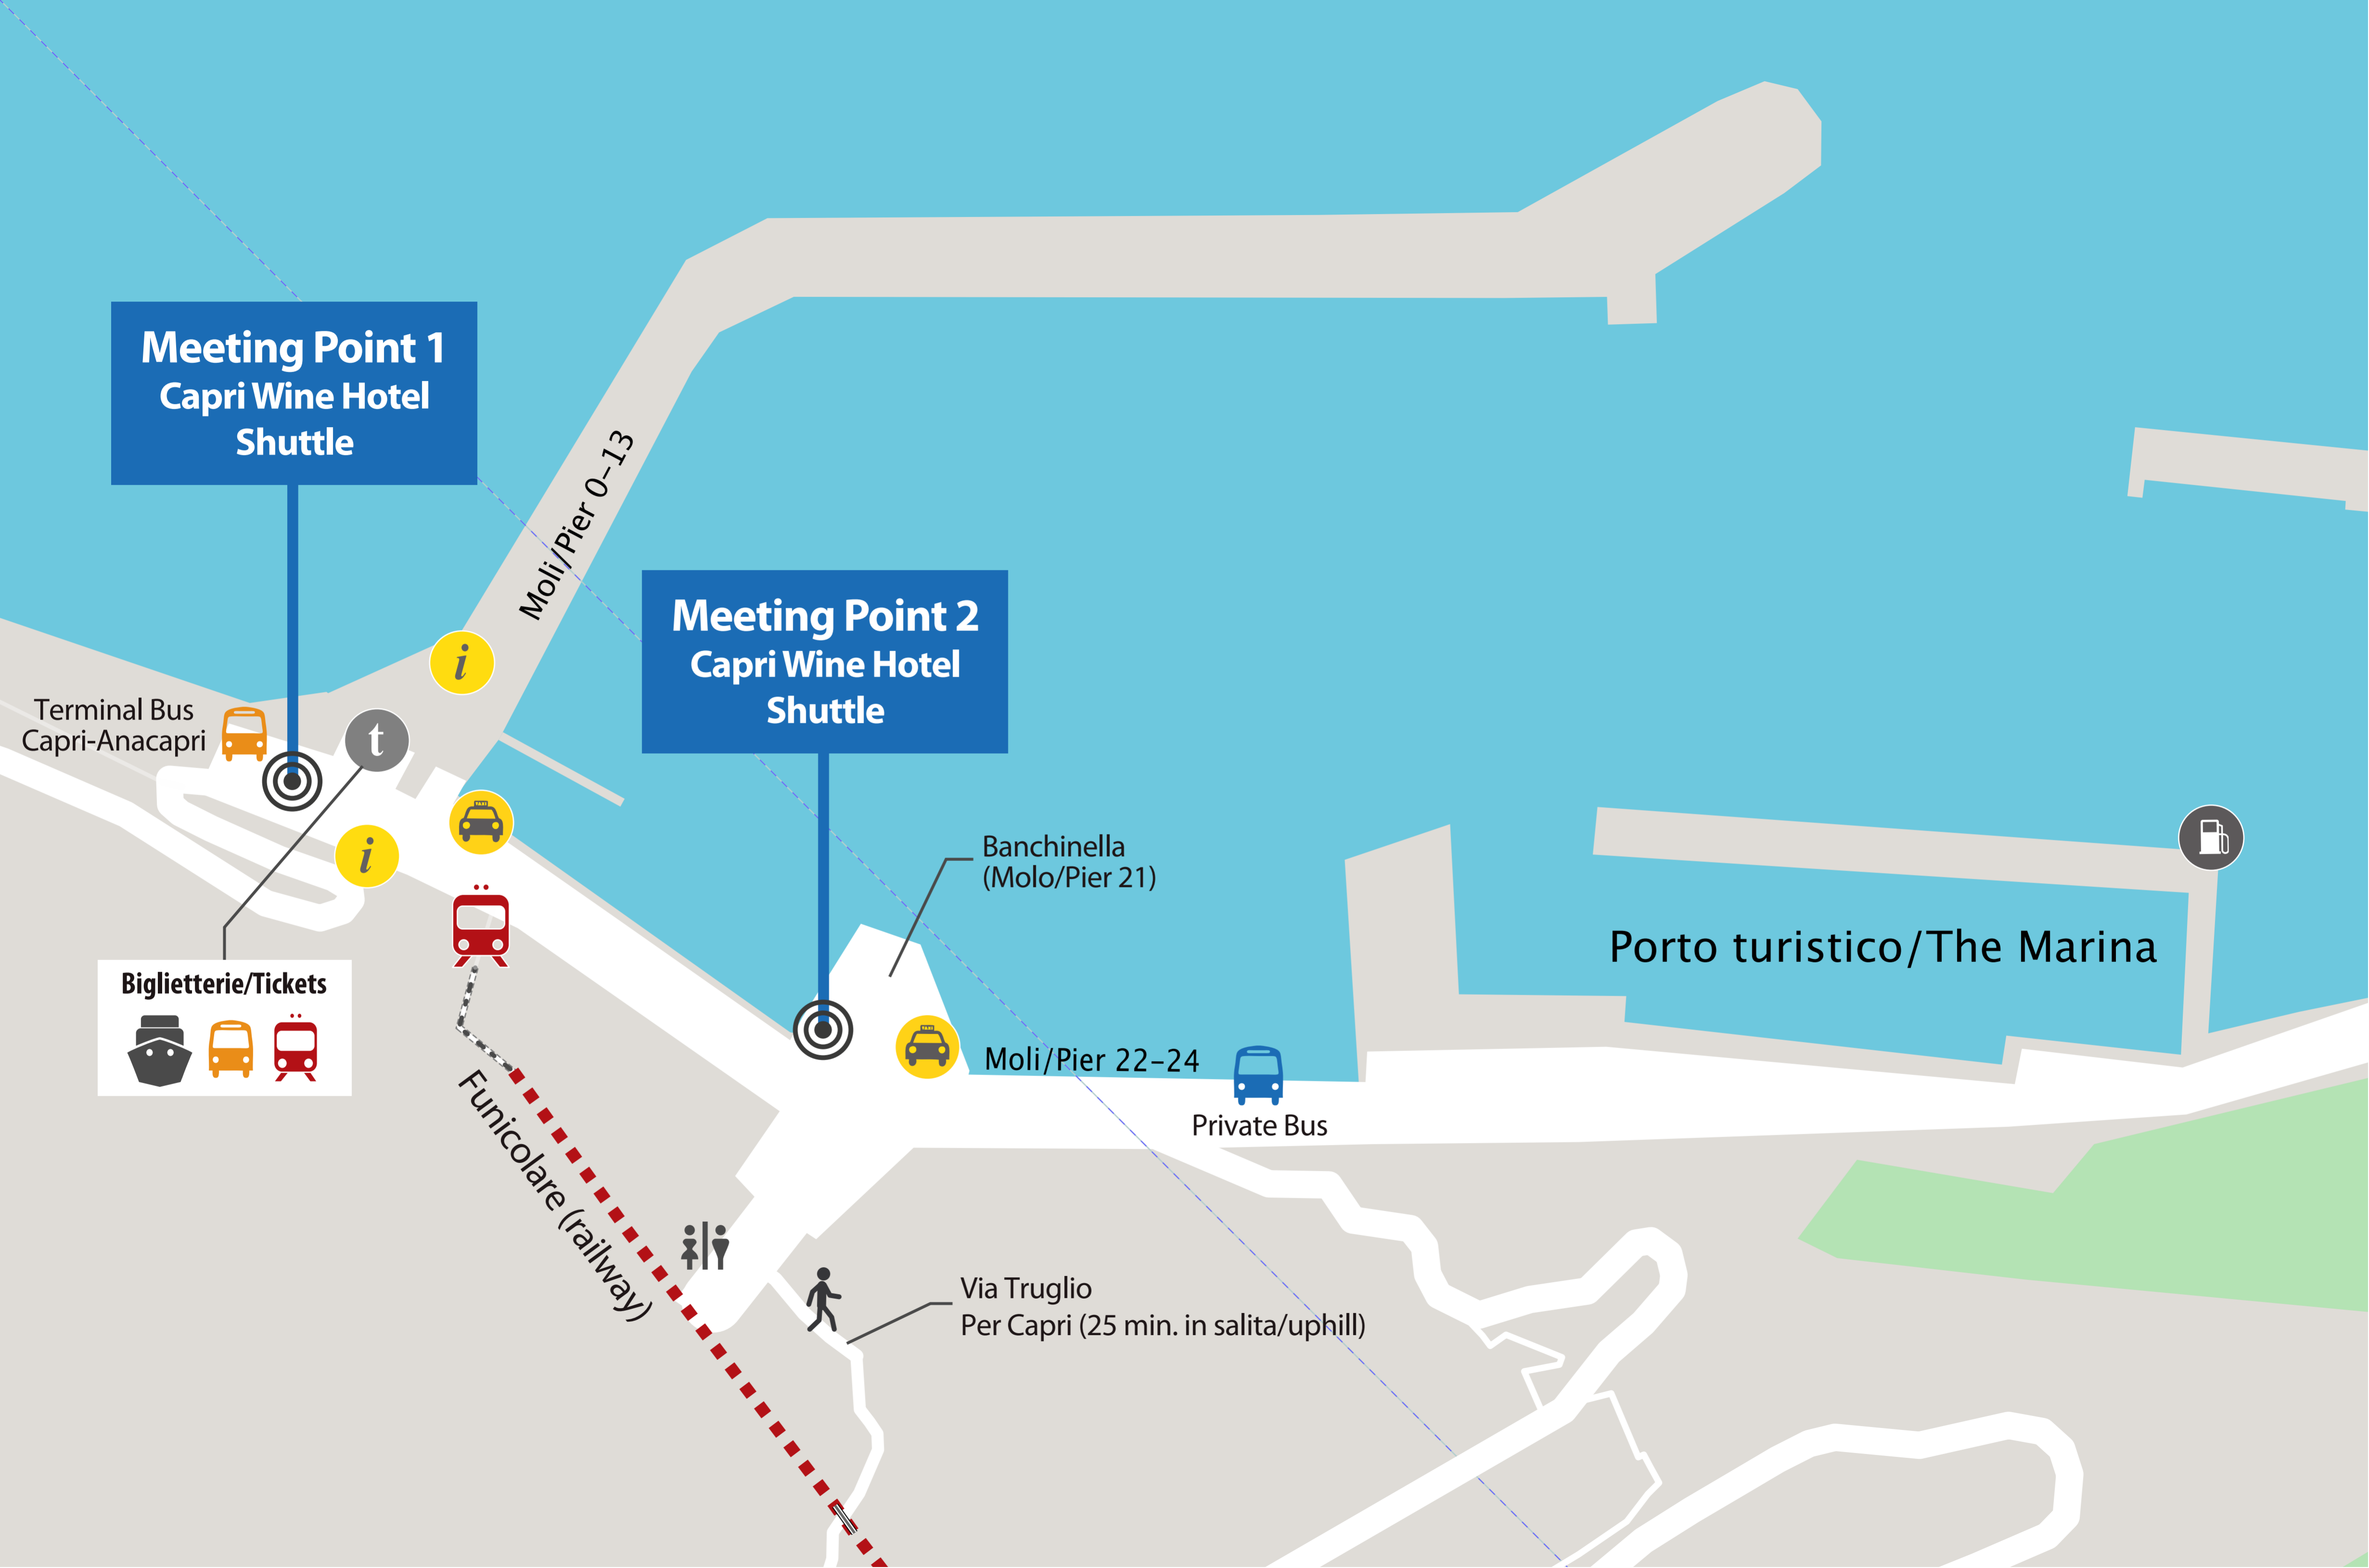 Meeting Point 1
Capri Wine Hotel
Shuttle
Moli/Pier 0-13
Meeting Point 2
Capri Wine Hotel
Shuttle
i
Terminal Bus
Capri-Anacapri
t
i
Banchinella
(Molo/Pier 21)
Porto turistico/The Marina
Biglietterie/Tickets
Moli/Pier 22-24
Private Bus
Funicolare (railway)
Via Truglio
Per Capri (25 min. in salita/uphill)